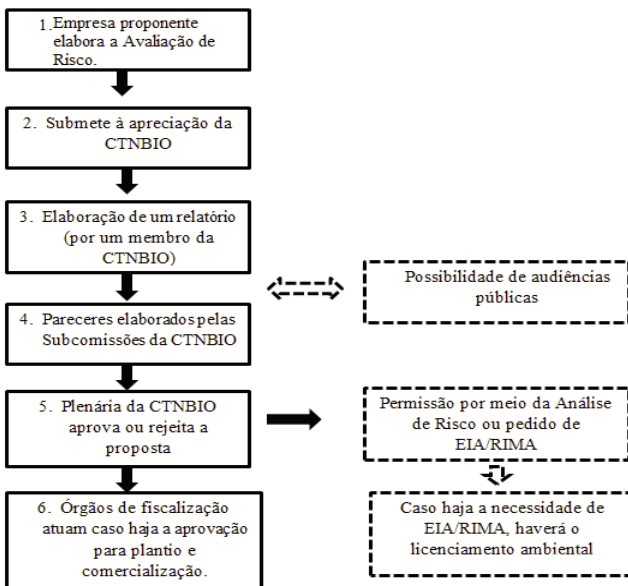 1. Empresa proponente
elabora a Avaliação de
Risco.
2. Submete à apreciação da
CTNBIO
3. Elaboração de um relatório
(por um membro da
CTNBIO)
Possibilidade de audiências
públicas
4. Pareceres elaborados pelas
Subcomissões da CTNBIO
5. Plenária da CTNBIO
aprova ou rejeita a
proposta
Permissão por meio da Análise
de Risco ou pedido de
EIA/RIMA
6. Órgãos de fiscalização
atuam caso haja a aprovação
para plantio e
comercialização.
Caso haja a necessidade de
EIA/RIMA, haverá o
licenciamento ambiental